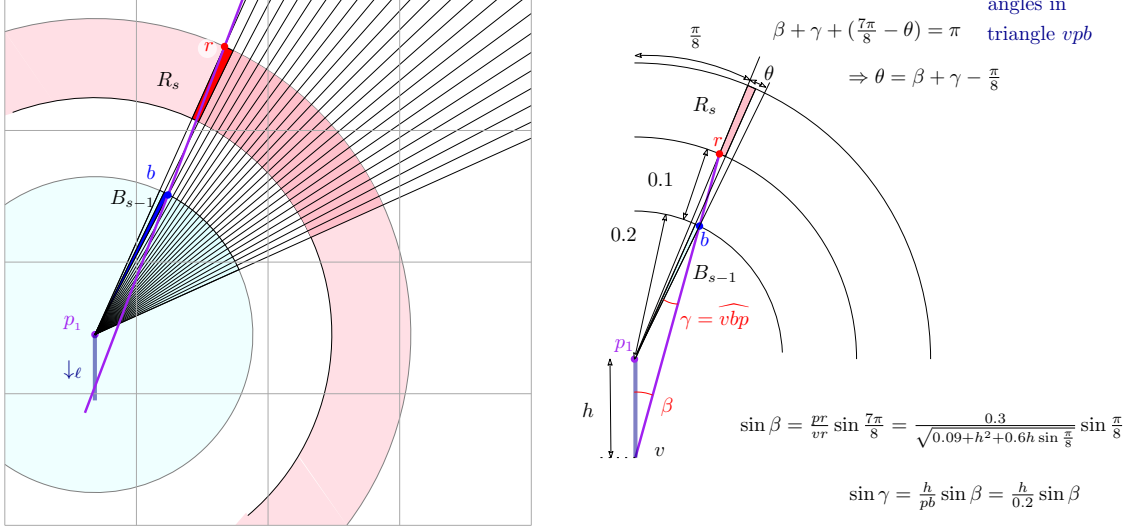 r
R_s
b
B_{s-1}
p_1
↓ℓ
angles in
triangle vpb
β + γ + (7π/8 − θ) = π
⇒ θ = β + γ − π/8
π/8
θ
R_s
r
0.1
0.2
b
B_{s-1}
γ = \widehat{vbp}
p_1
h
β
v
sin β = pr/vr sin 7π/8 = 0.3/√(0.09+h²+0.6h sin π/8) sin π/8
sin γ = h/pb sin β = h/0.2 sin β